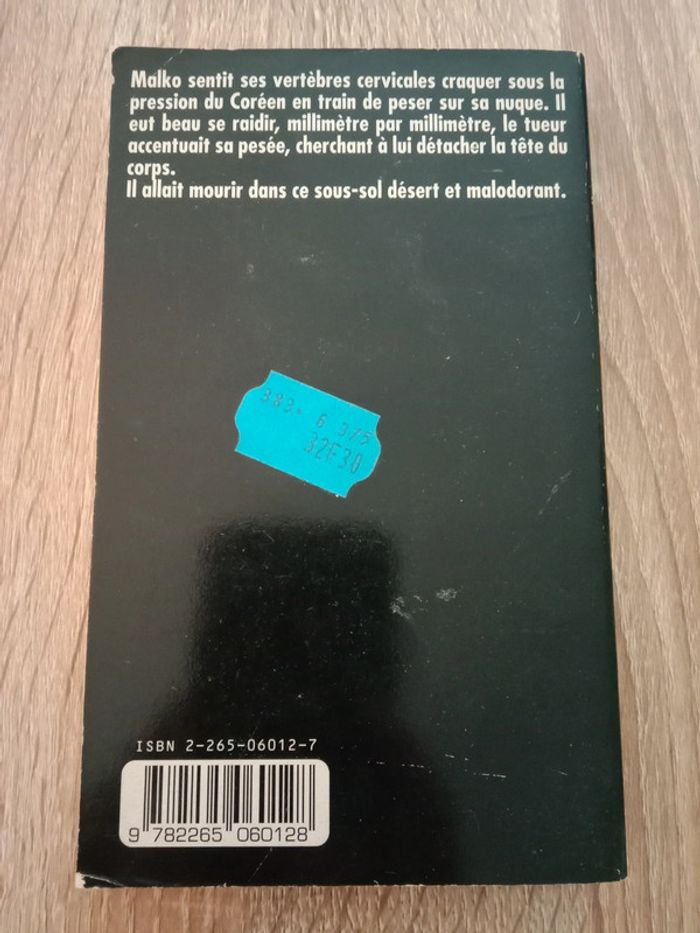 Malko sentit ses vertèbres cervicales craquer sous la
pression du Coréen en train de peser sur sa nuque. Il
eut beau se raidir, millimètre par millimètre, le tueur
accentuait sa pesée, cherchant à lui détacher la tête du
corps.
Il allait mourir dans ce sous-sol désert et malodorant.
383- 6 375
32F30
ISBN 2-265-06012-7
9 782265 060128